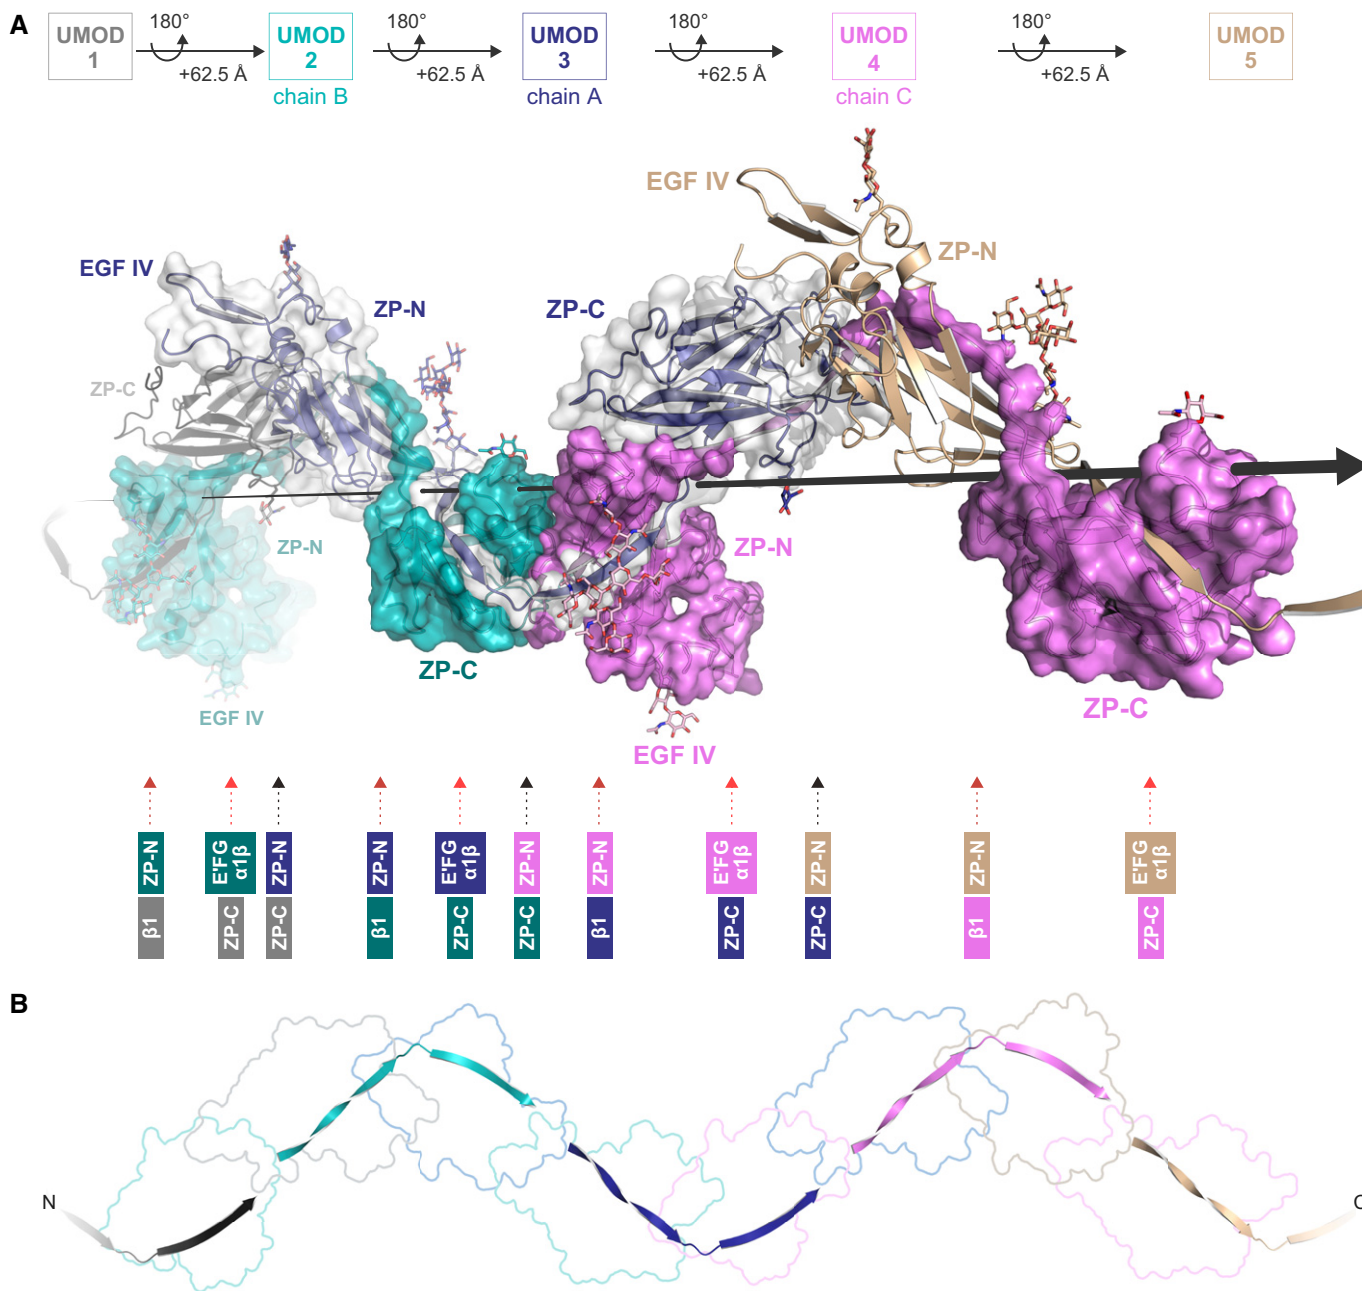 A
UMOD 1
180°
+62.5 Å
UMOD 2
chain B
180°
+62.5 Å
UMOD 3
chain A
180°
+62.5 Å
UMOD 4
chain C
180°
+62.5 Å
UMOD 5
EGF IV
ZP-N
EGF IV
ZP-N
ZP-C
ZP-C
ZP-N
ZP-N
ZP-C
EGF IV
ZP-C
EGF IV
ZP-N
E'FG α1β
ZP-N
ZP-N
E'FG α1β
ZP-N
ZP-N
E'FG α1β
ZP-N
ZP-N
E'FG α1β
β1
ZP-C
ZP-C
β1
ZP-C
ZP-C
β1
ZP-C
ZP-C
β1
ZP-C
B
N
C